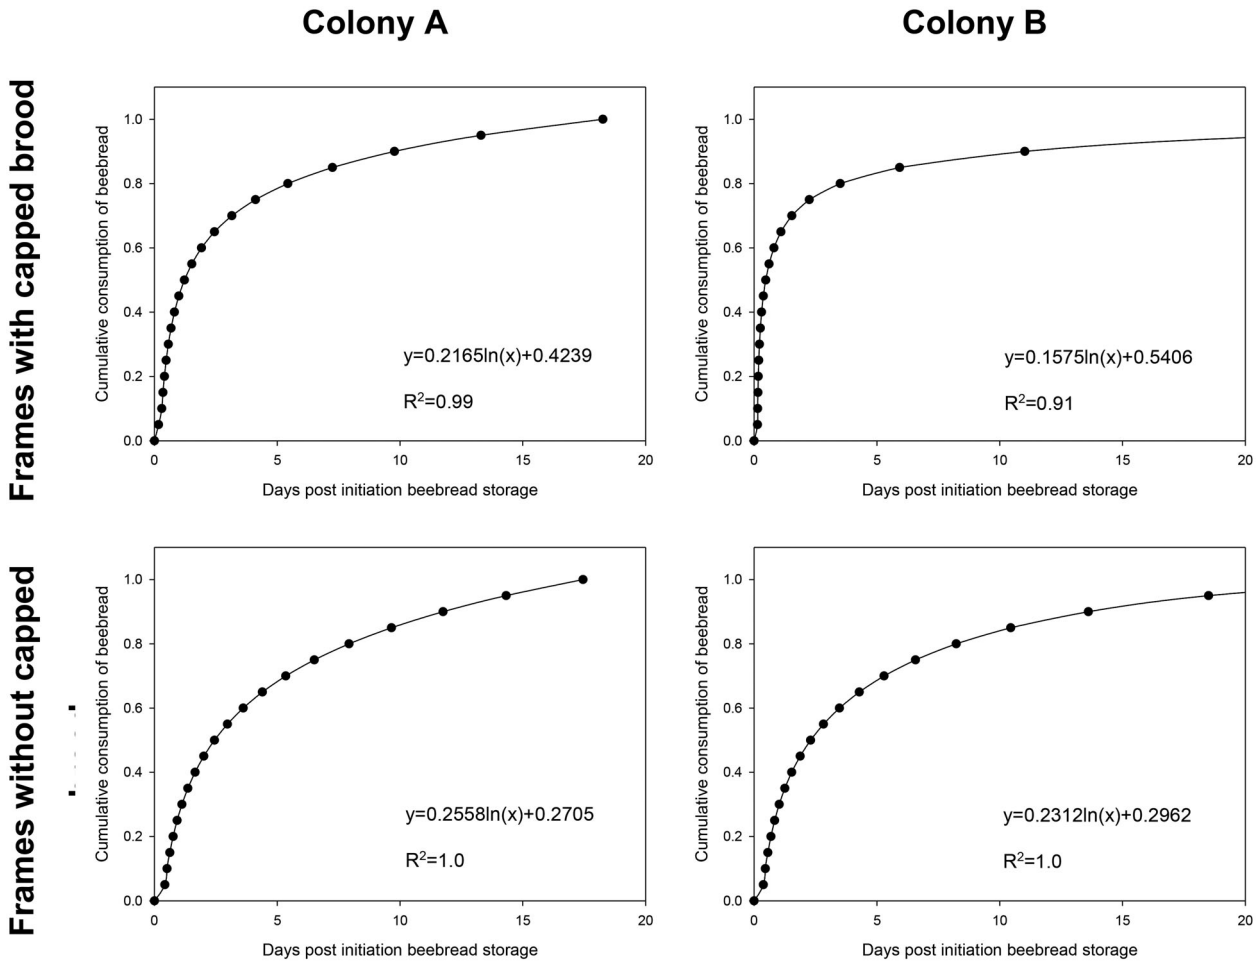 Colony A
Colony B
Frames with capped brood
Cumulative consumption of beebread
1.0
0.8
0.6
0.4
0.2
0.0
y=0.2165ln(x)+0.4239
R²=0.99
0 5 10 15 20
Days post initiation beebread storage
Cumulative consumption of beebread
1.0
0.8
0.6
0.4
0.2
0.0
y=0.1575ln(x)+0.5406
R²=0.91
0 5 10 15 20
Days post initiation beebread storage
Frames without capped
Cumulative consumption of beebread
1.0
0.8
0.6
0.4
0.2
0.0
y=0.2558ln(x)+0.2705
R²=1.0
0 5 10 15 20
Days post initiation beebread storage
Cumulative consumption of beebread
1.0
0.8
0.6
0.4
0.2
0.0
y=0.2312ln(x)+0.2962
R²=1.0
0 5 10 15 20
Days post initiation beebread storage